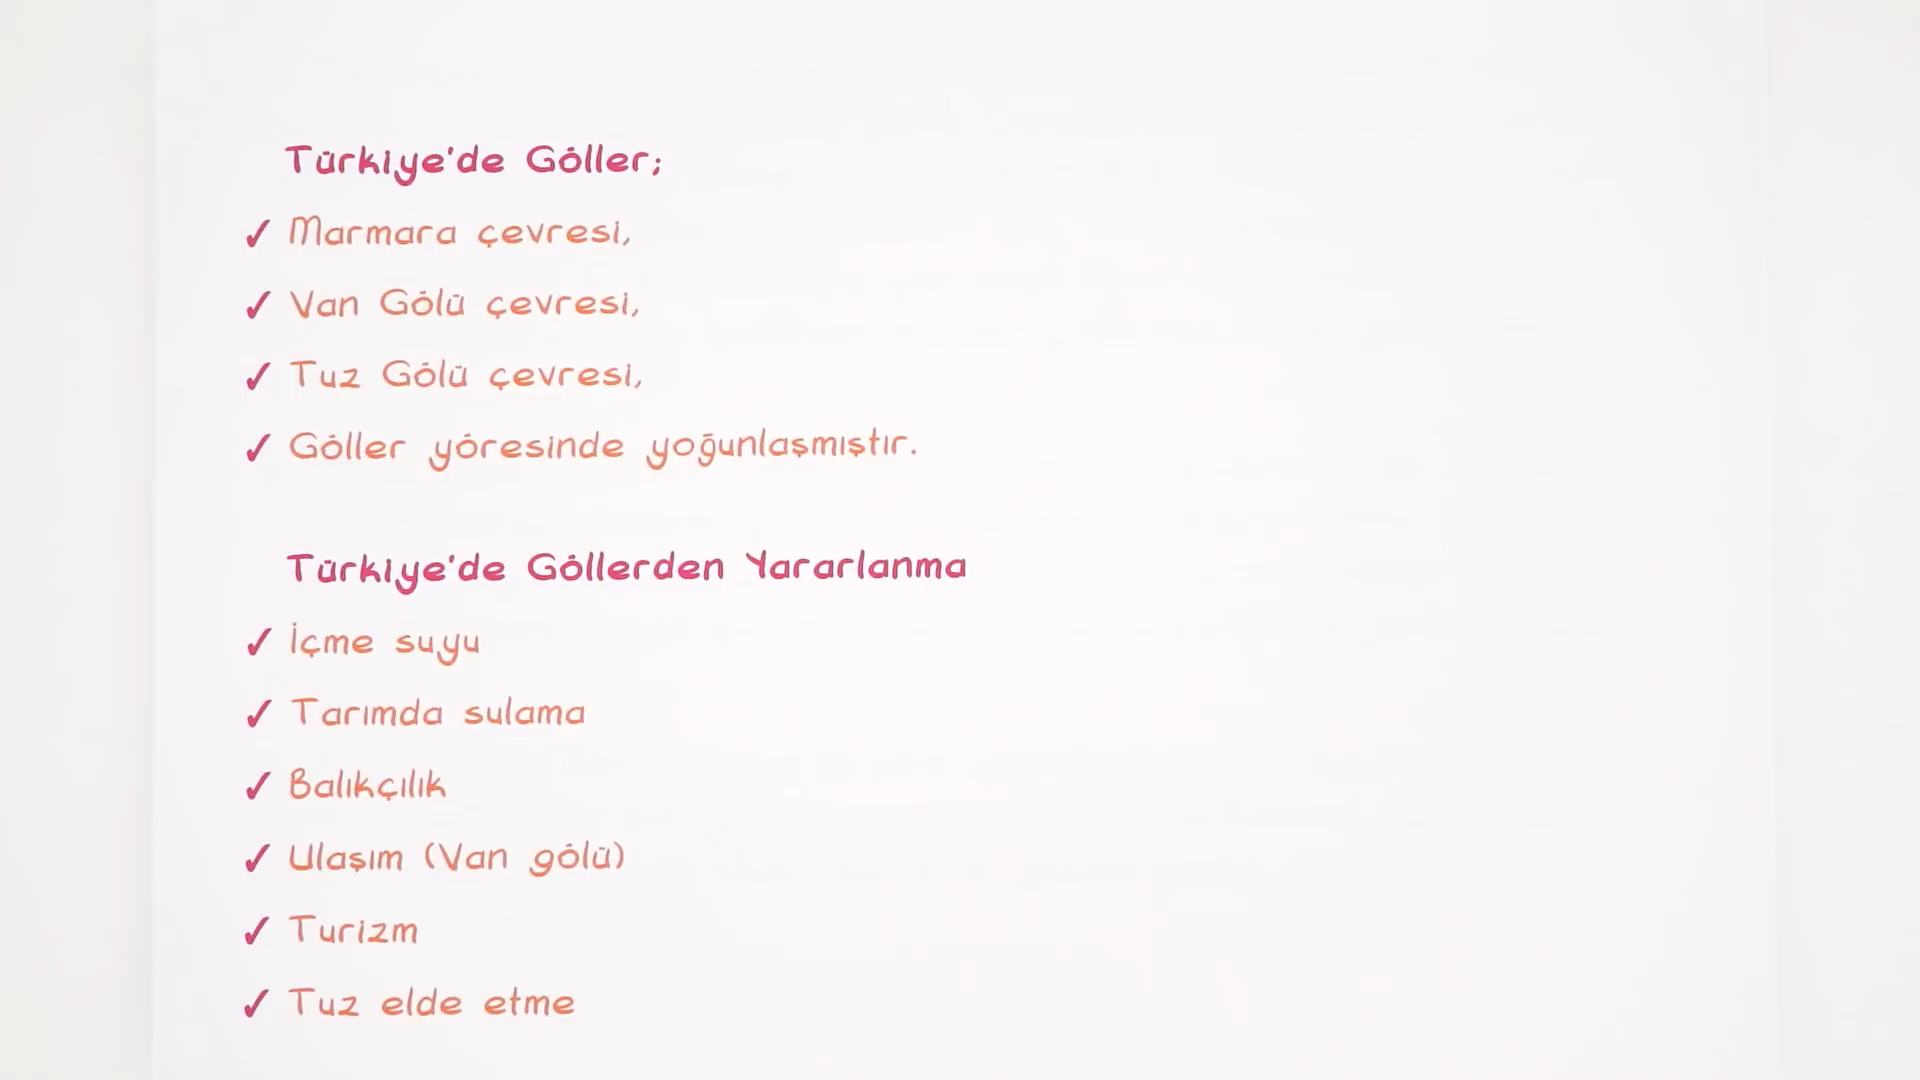 Türkiye'de Göller;
✓ Marmara çevresi,
✓ Van Gölü çevresi,
✓ Tuz Gölü çevresi,
✓ Göller yöresinde yoğunlaşmıştır.
Türkiye'de Göllerden Yararlanma
✓ İçme suyu
✓ Tarımda sulama
✓ Balıkçılık
✓ Ulaşım (Van gölü)
✓ Turizm
✓ Tuz elde etme